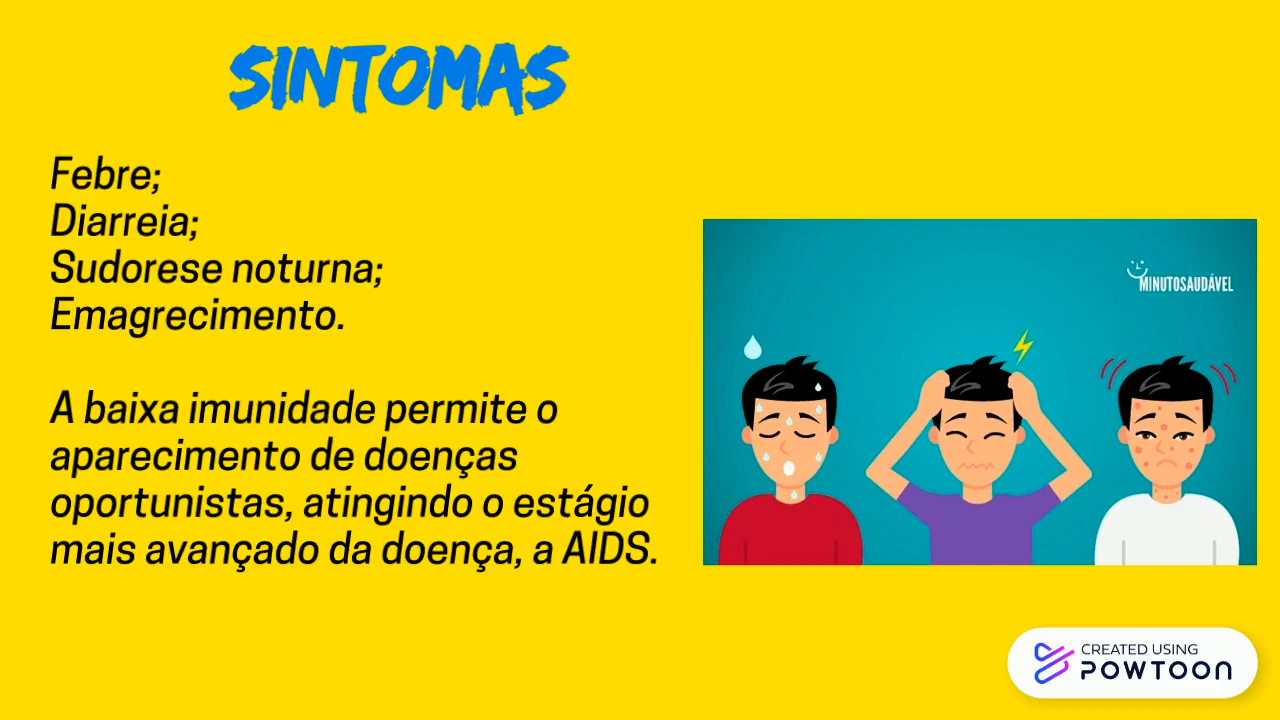 SINTOMAS
Febre;
Diarreia;
Sudorese noturna;
Emagrecimento.
A baixa imunidade permite o
aparecimento de doenças
oportunistas, atingindo o estágio
mais avançado da doença, a AIDS.
MINUTOSAUDÁVEL
CREATED USING
POWTOON